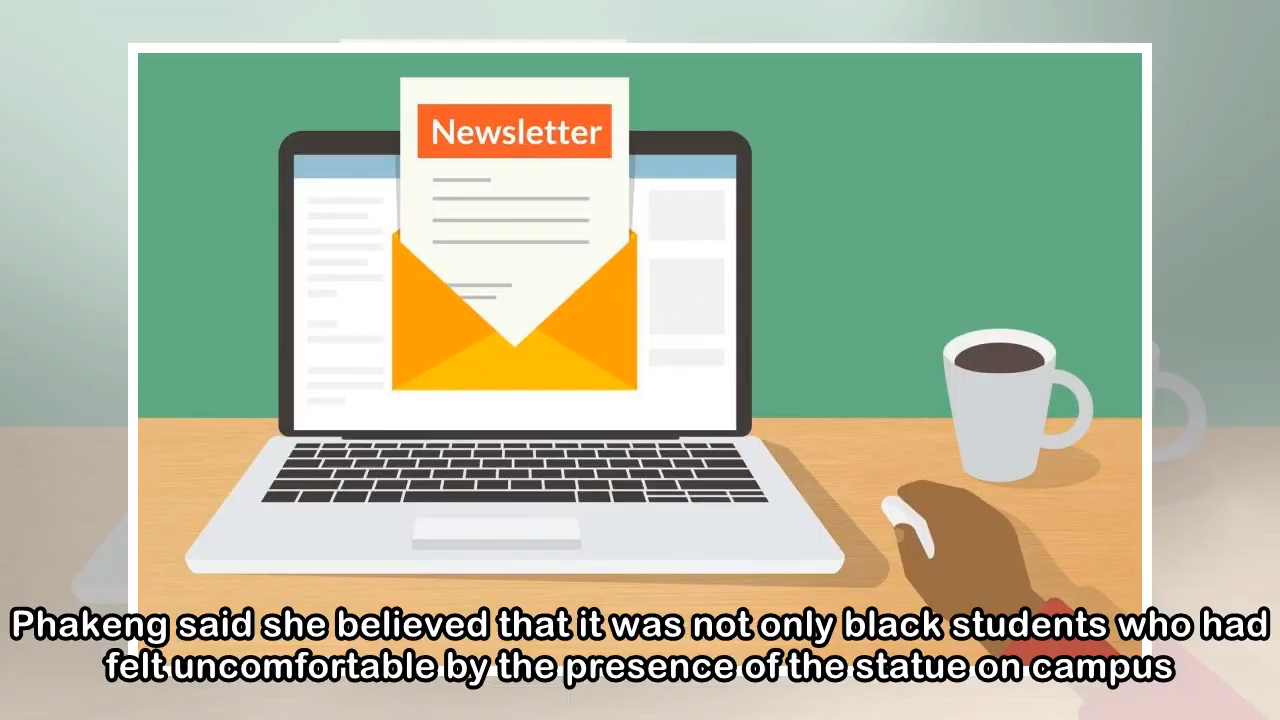 Newsletter
Phakeng said she believed that it was not only black students who had
felt uncomfortable by the presence of the statue on campus